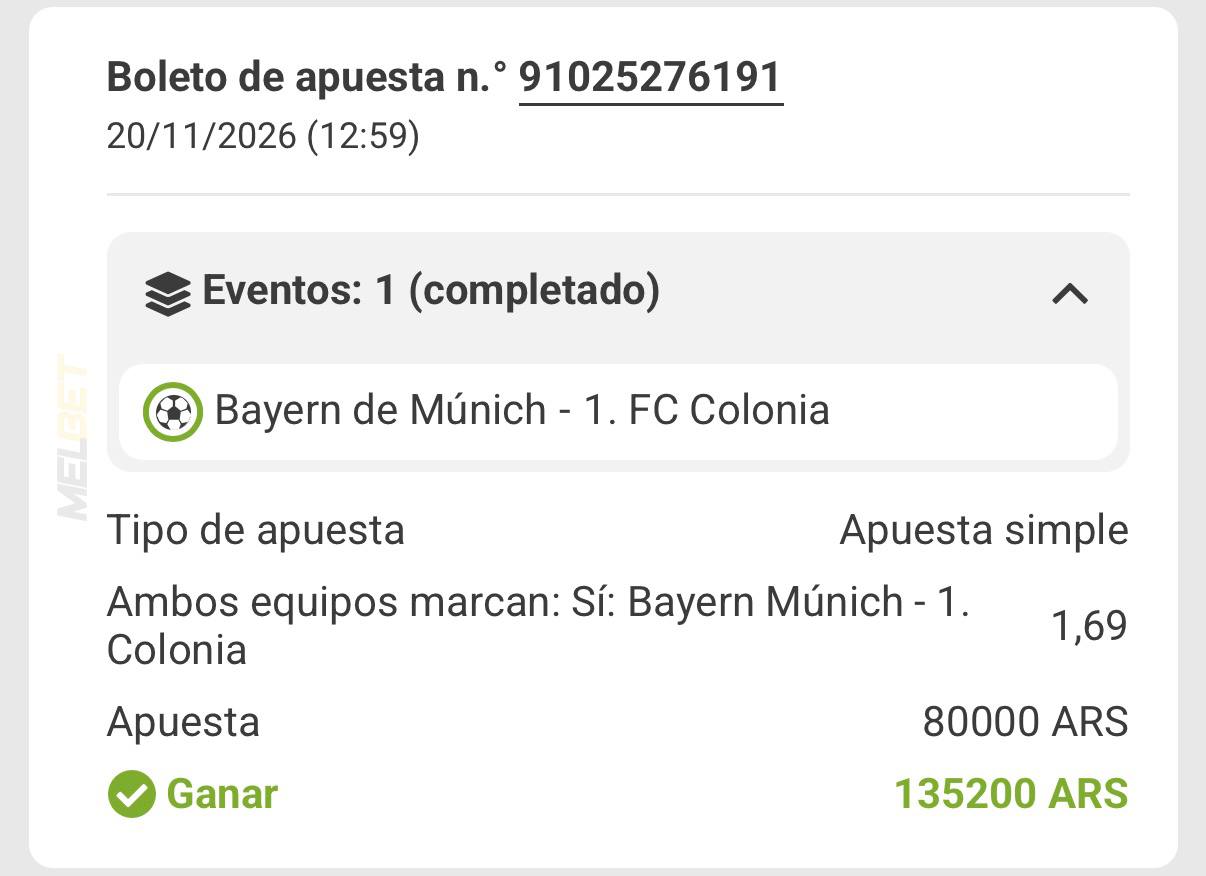 Boleto de apuesta n.° 91025276191
20/11/2026 (12:59)
Eventos: 1 (completado)
Bayern de Múnich - 1. FC Colonia
MELBET
Tipo de apuesta Apuesta simple
Ambos equipos marcan: Sí: Bayern Múnich - 1.
Colonia 1,69
Apuesta 80000 ARS
Ganar 135200 ARS